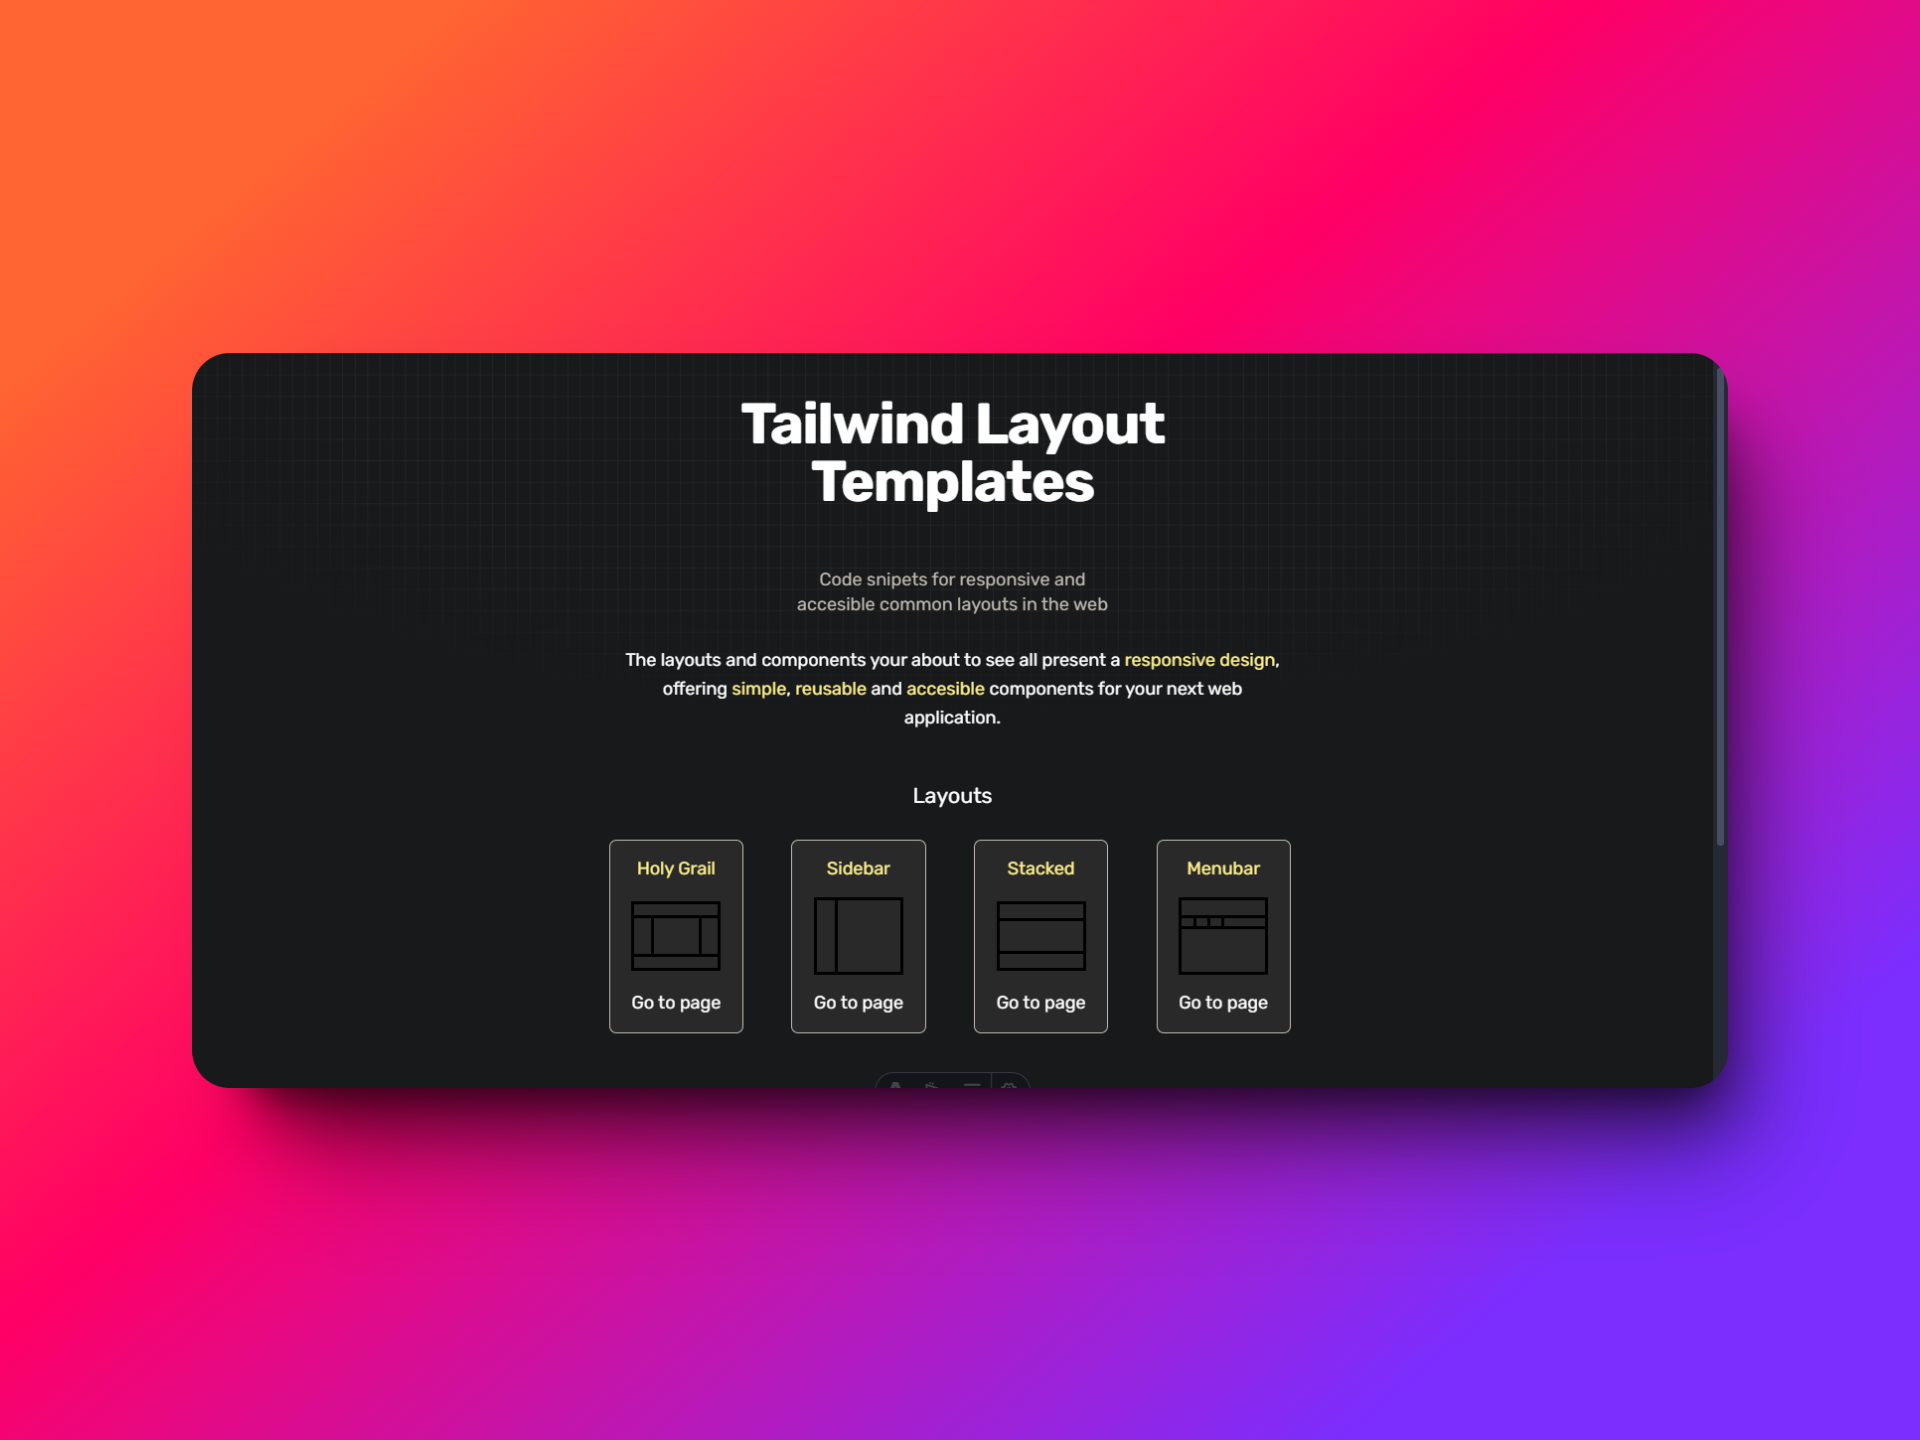 Tailwind Layout
Templates
Code snipets for responsive and
accesible common layouts in the web
The layouts and components your about to see all present a responsive design,
offering simple, reusable and accesible components for your next web
application.
Layouts
Holy Grail
Go to page
Sidebar
Go to page
Stacked
Go to page
Menubar
Go to page